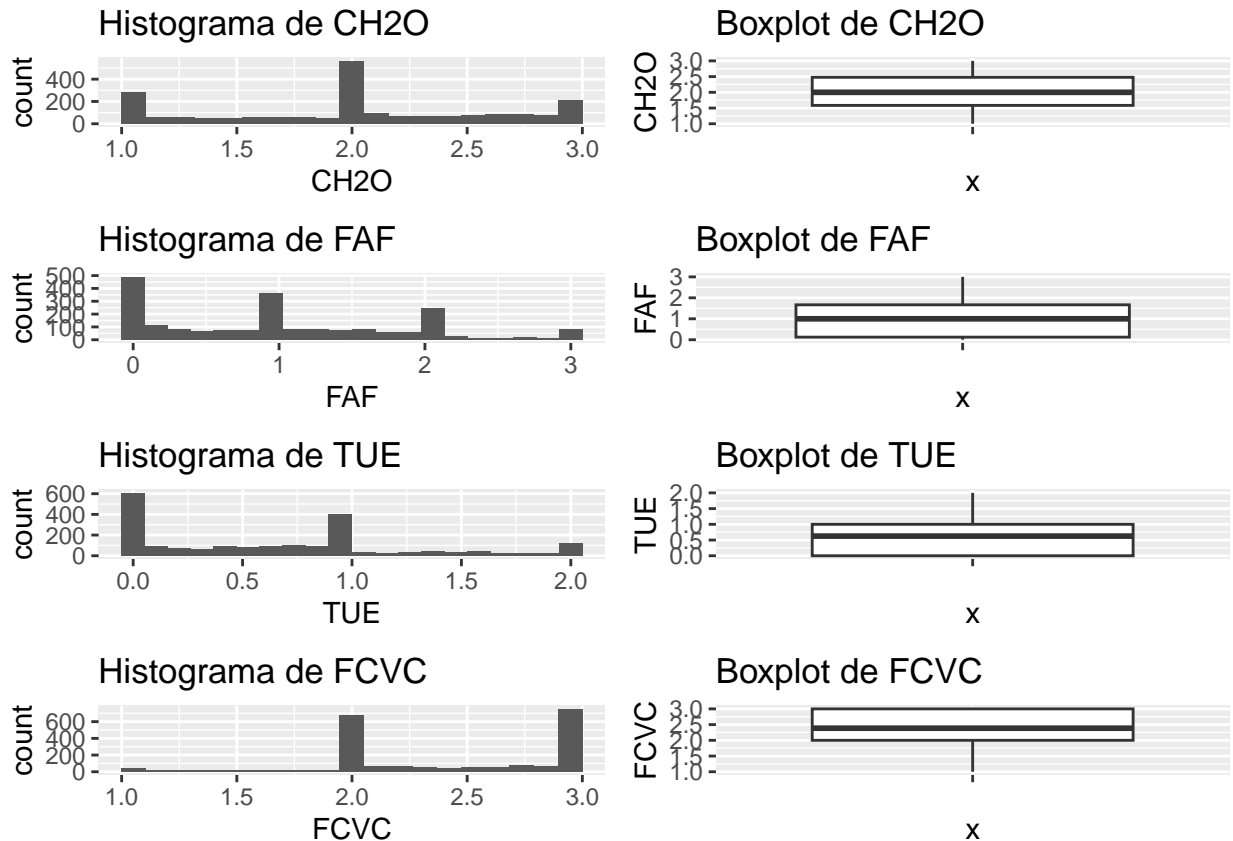 Histograma de CH2O
count
400
200
0
1.0 1.5 2.0 2.5 3.0
CH2O
Boxplot de CH2O
CH2O
3.0
2.5
2.0
1.5
1.0
x
Histograma de FAF
count
500
400
300
200
100
0
0 1 2 3
FAF
Boxplot de FAF
FAF
3
2
1
0
x
Histograma de TUE
count
600
400
200
0
0.0 0.5 1.0 1.5 2.0
TUE
Boxplot de TUE
TUE
2.0
1.5
1.0
0.5
0.0
x
Histograma de FCVC
count
600
400
200
0
1.0 1.5 2.0 2.5 3.0
FCVC
Boxplot de FCVC
FCVC
3.0
2.5
2.0
1.5
1.0
x